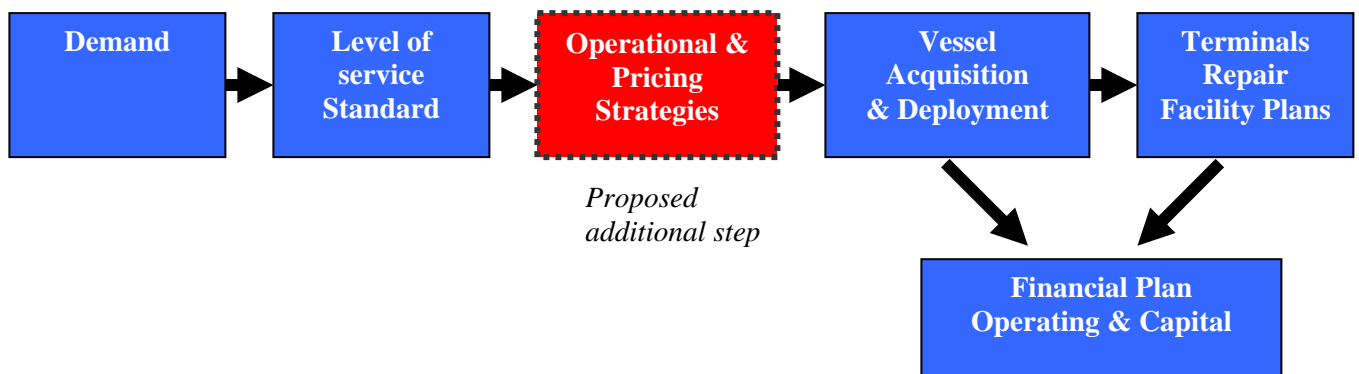 Demand
Level of
service
Standard
Operational &
Pricing
Strategies
Vessel
Acquisition
& Deployment
Terminals
Repair
Facility Plans
Proposed
additional step
Financial Plan
Operating & Capital